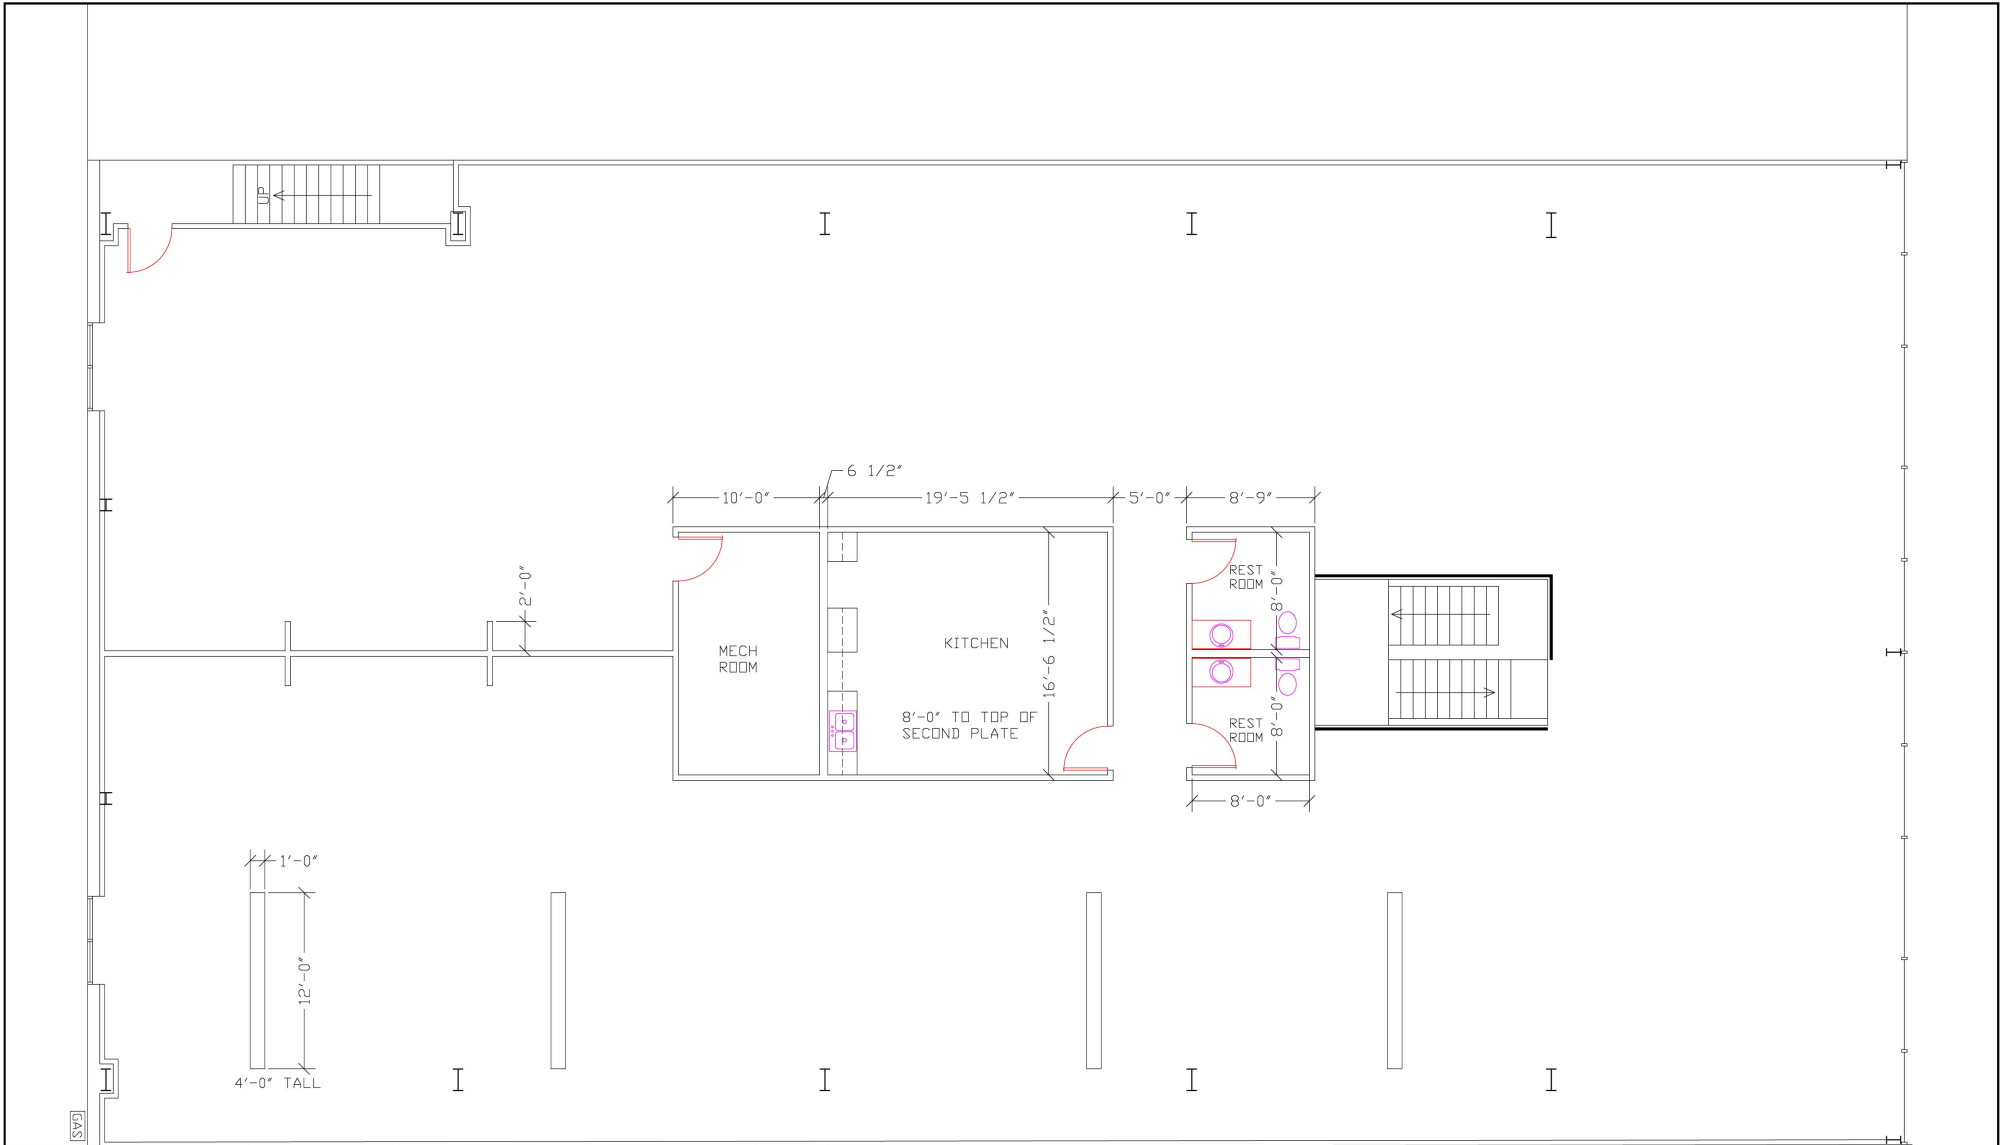 UP
6 1/2"
10'-0"
19'-5 1/2"
5'-0"
8'-9"
2'-0"
REST
ROOM
8'-0"
16'-6 1/2"
KITCHEN
MECH
ROOM
8'-0" TO TOP OF
SECOND PLATE
REST
ROOM
8'-0"
8'-0"
1'-0"
12'-0"
4'-0" TALL
GAS